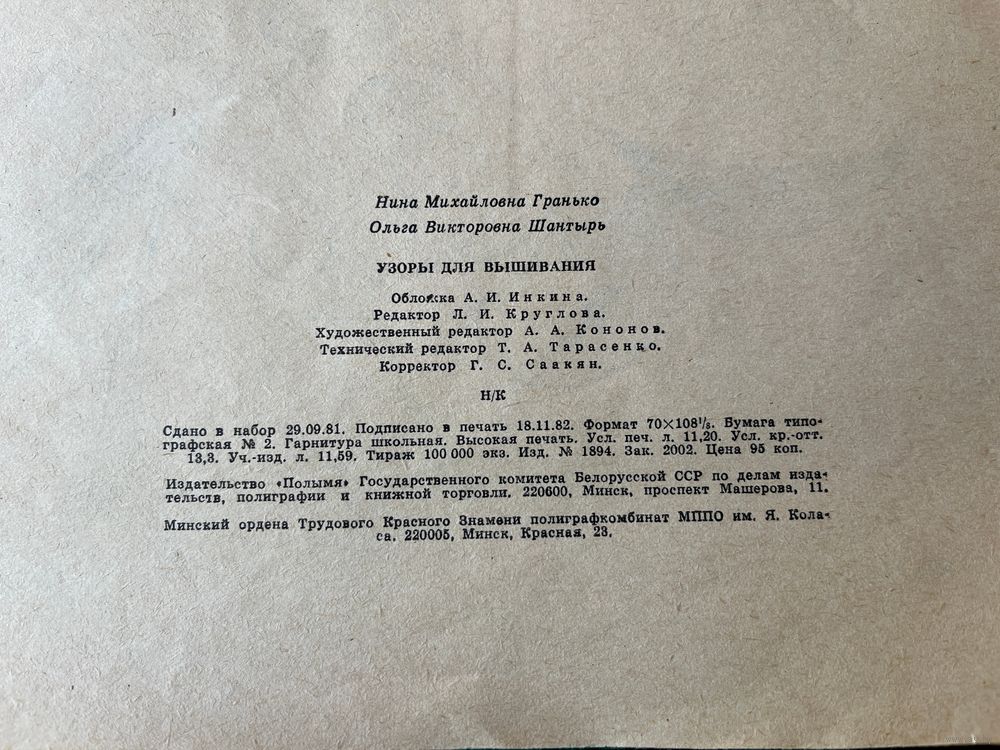 Нина Михайловна Гранько
Ольга Викторовна Шантырь
УЗОРЫ ДЛЯ ВЫШИВАНИЯ
Обложка А. И. Инкина.
Редактор Л. И. Круглова.
Художественный редактор А. А. Кононов.
Технический редактор Т. А. Тарасенко.
Корректор Г. С. Саакян.
Н/К
Сдано в набор 29.09.81. Подписано в печать 18.11.82. Формат 70×108¹/₈. Бумага типо-
графская № 2. Гарнитура школьная. Высокая печать. Усл. печ. л. 11,20. Усл. кр.-отт.
13,3. Уч.-изд. л. 11,59. Тираж 100 000 экз. Изд. № 1894. Зак. 2002. Цена 95 коп.
Издательство «Полымя» Государственного комитета Белорусской ССР по делам изда-
тельств, полиграфии и книжной торговли. 220600, Минск, проспект Машерова, 11.
Минский ордена Трудового Красного Знамени полиграфкомбинат МППО им. Я. Кола-
са. 220005, Минск, Красная, 23.